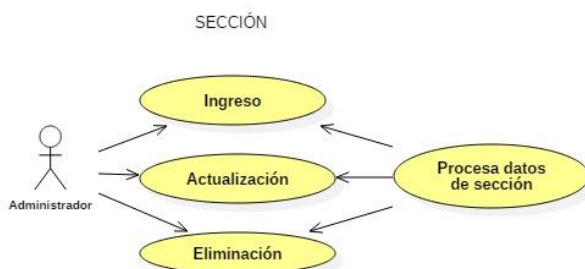 SECCIÓN
Ingreso
Administrador
Actualización
Procesa datos
de sección
Eliminación